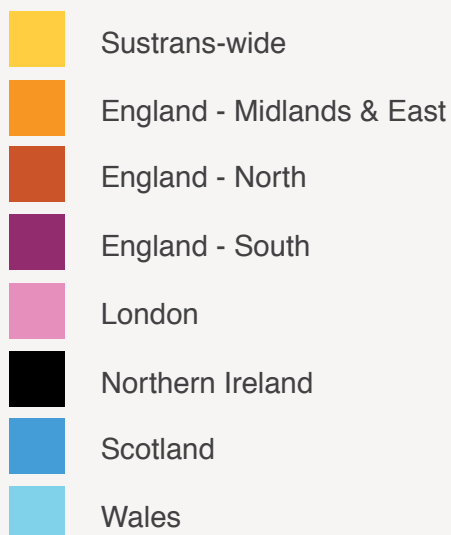 Sustrans-wide
England - Midlands & East
England - North
England - South
London
Northern Ireland
Scotland
Wales